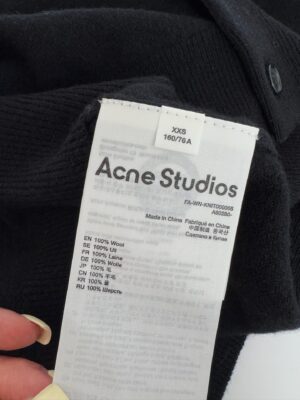 XXS
160/76A
Acne Studios
FA-WN-KNIT000065
A60280-
Made in China Fabriqué en Chine
中国制造 중국산
Сделано в Китае
EN 100% Wool
SE 100% Ull
FR 100% Laine
DE 100% Wolle
JP 100% 毛
CN 100% 羊毛
KR 100% 울
RU 100% Шерсть